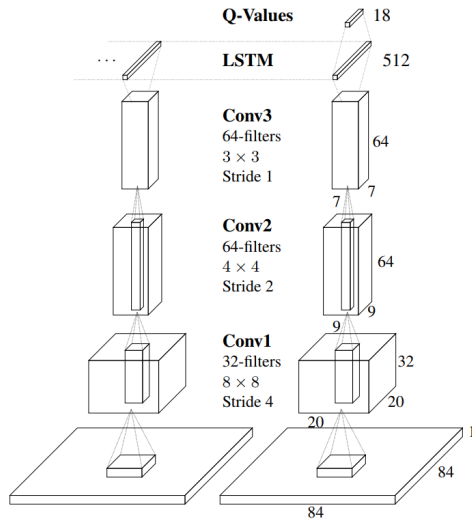 Q-Values
18
. . .
LSTM
512
Conv3
64-filters
3 × 3
Stride 1
64
7
7
Conv2
64-filters
4 × 4
Stride 2
64
9
9
Conv1
32-filters
8 × 8
Stride 4
32
20
20
1
84
84